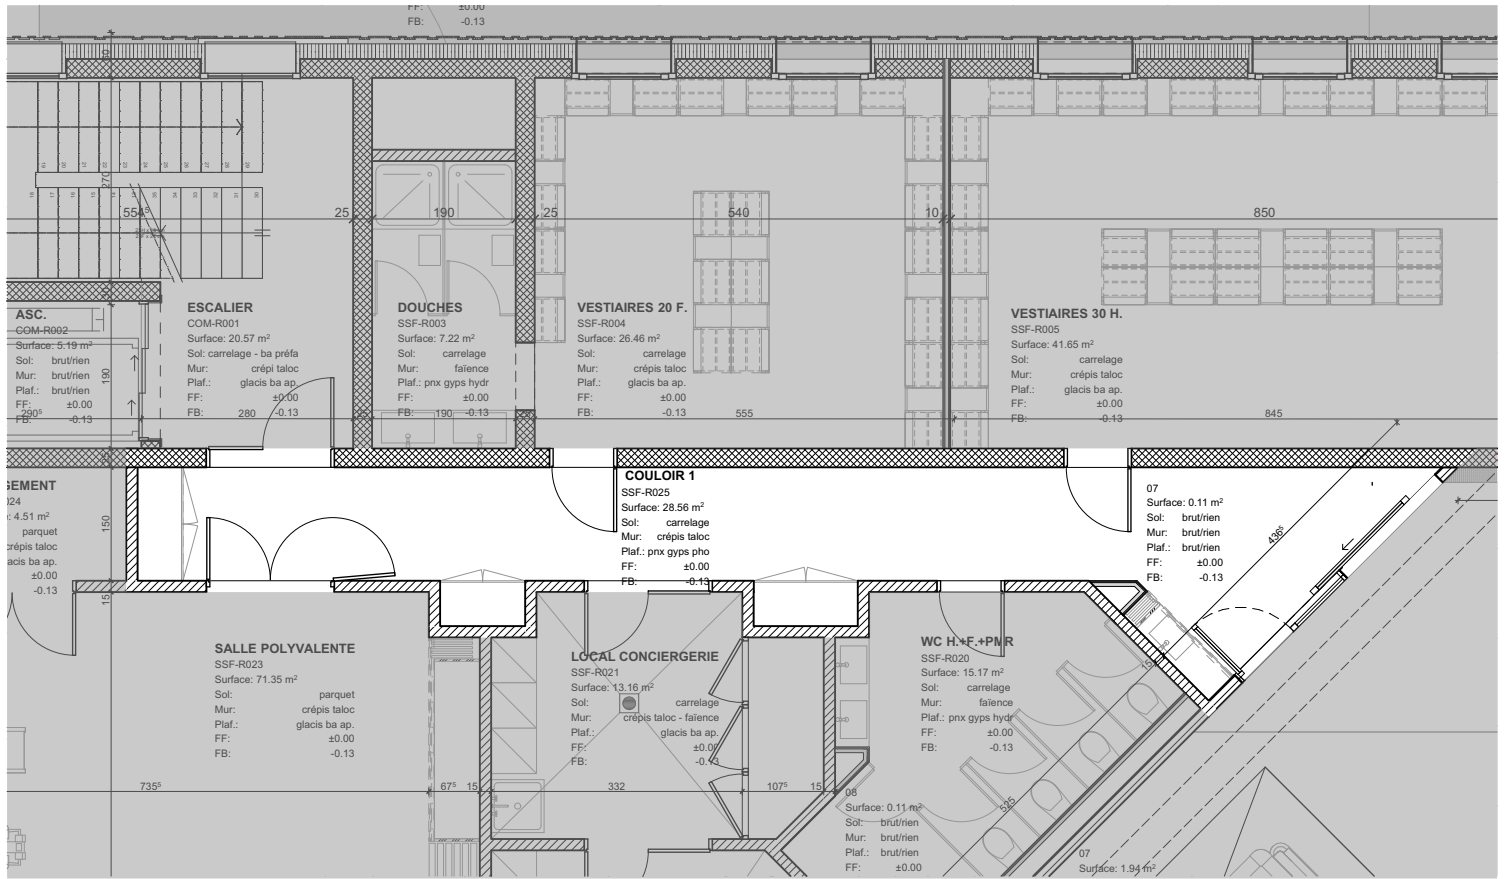 FF: ±0.00
FB: -0.13
270
554⁵
25
190
25
540
10
850
ESCALIER
COM-R001
Surface: 20.57 m²
Sol: carrelage - ba préfa
Mur: crépi taloc
Plaf.: glacis ba ap.
FF: ±0.00
FB: -0.13
DOUCHES
SSF-R003
Surface: 7.22 m²
Sol: carrelage
Mur: faïence
Plaf.: pnx gyps hydr
FF: ±0.00
FB: -0.13
VESTIAIRES 20 F.
SSF-R004
Surface: 26.46 m²
Sol: carrelage
Mur: crépis taloc
Plaf.: glacis ba ap.
FF: ±0.00
FB: -0.13
VESTIAIRES 30 H.
SSF-R005
Surface: 41.65 m²
Sol: carrelage
Mur: crépis taloc
Plaf.: glacis ba ap.
FF: ±0.00
FB: -0.13
ASC.
COM-R002
Surface: 5.19 m²
Sol: brut/rien
Mur: brut/rien
Plaf.: brut/rien
FF: ±0.00
FB: -0.13
190
290⁵
280
190
555
845
GEMENT
024
: 4.51 m²
parquet
crépis taloc
glacis ba ap.
±0.00
-0.13
150
15
COULOIR 1
SSF-R025
Surface: 28.56 m²
Sol: carrelage
Mur: crépis taloc
Plaf.: pnx gyps pho
FF: ±0.00
FB: -0.13
07
Surface: 0.11 m²
Sol: brut/rien
Mur: brut/rien
Plaf.: brut/rien
FF: ±0.00
FB: -0.13
436⁵
SALLE POLYVALENTE
SSF-R023
Surface: 71.35 m²
Sol: parquet
Mur: crépis taloc
Plaf.: glacis ba ap.
FF: ±0.00
FB: -0.13
LOCAL CONCIERGERIE
SSF-R021
Surface: 13.16 m²
Sol: carrelage
Mur: crépis taloc - faïence
Plaf.: glacis ba ap.
FF: ±0.00
FB: -0.13
WC H.+F.+PMR
SSF-R020
Surface: 15.17 m²
Sol: carrelage
Mur: faïence
Plaf.: pnx gyps hydr
FF: ±0.00
FB: -0.13
15
735⁵
67⁵
15
332
107⁵
15
525
08
Surface: 0.11 m²
Sol: brut/rien
Mur: brut/rien
Plaf.: brut/rien
FF: ±0.00
07
Surface: 1.94 m²